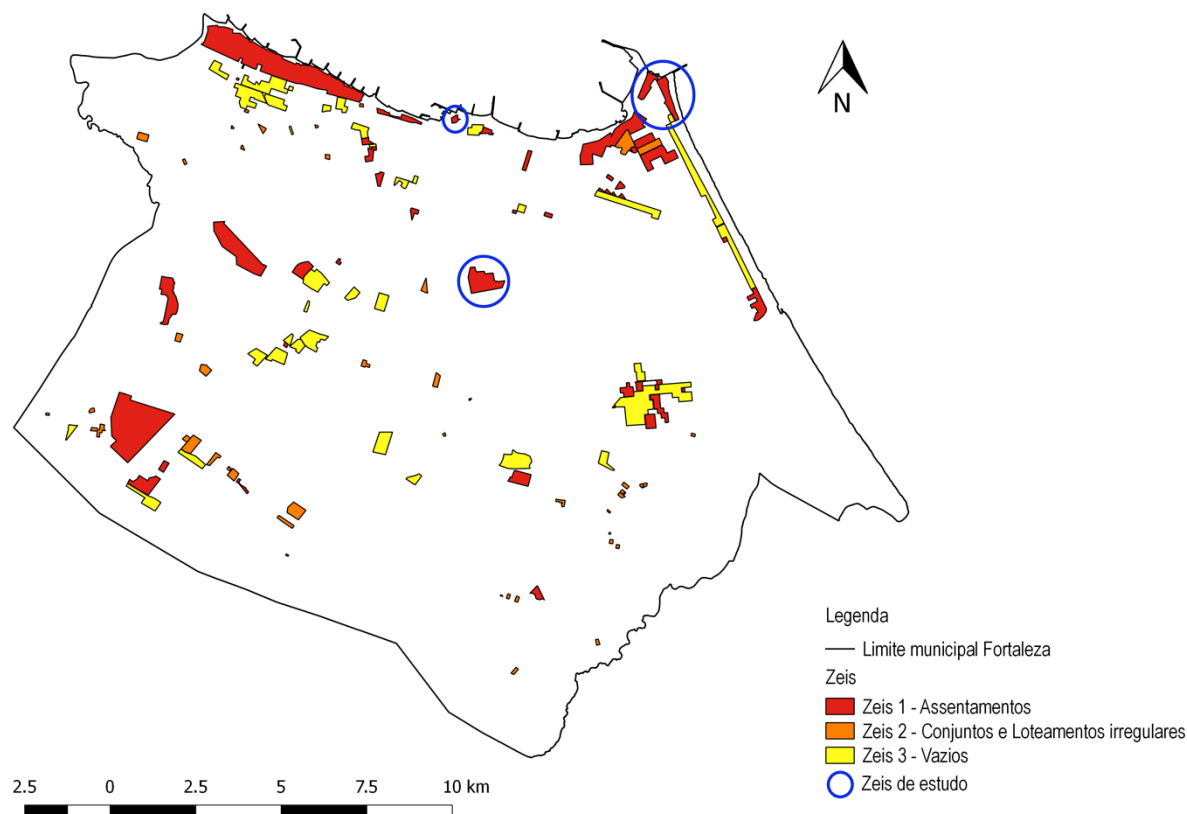 N
Legenda
Limite municipal Fortaleza
Zeis
Zeis 1 - Assentamentos
Zeis 2 - Conjuntos e Loteamentos irregulares
Zeis 3 - Vazios
Zeis de estudo
2.5 0 2.5 5 7.5 10 km